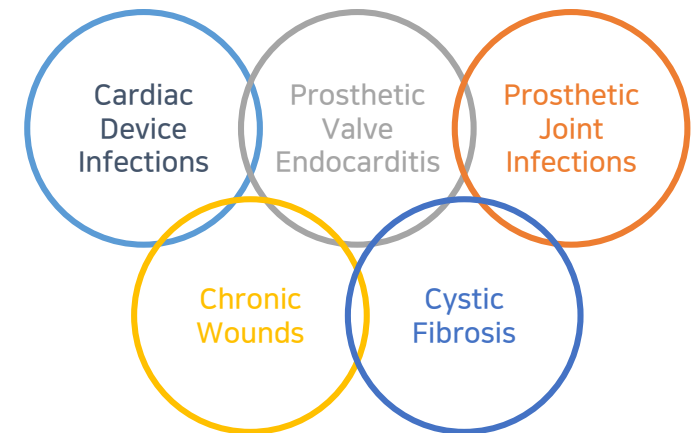 Cardiac
Device
Infections
Prosthetic
Valve
Endocarditis
Prosthetic
Joint
Infections
Chronic
Wounds
Cystic
Fibrosis